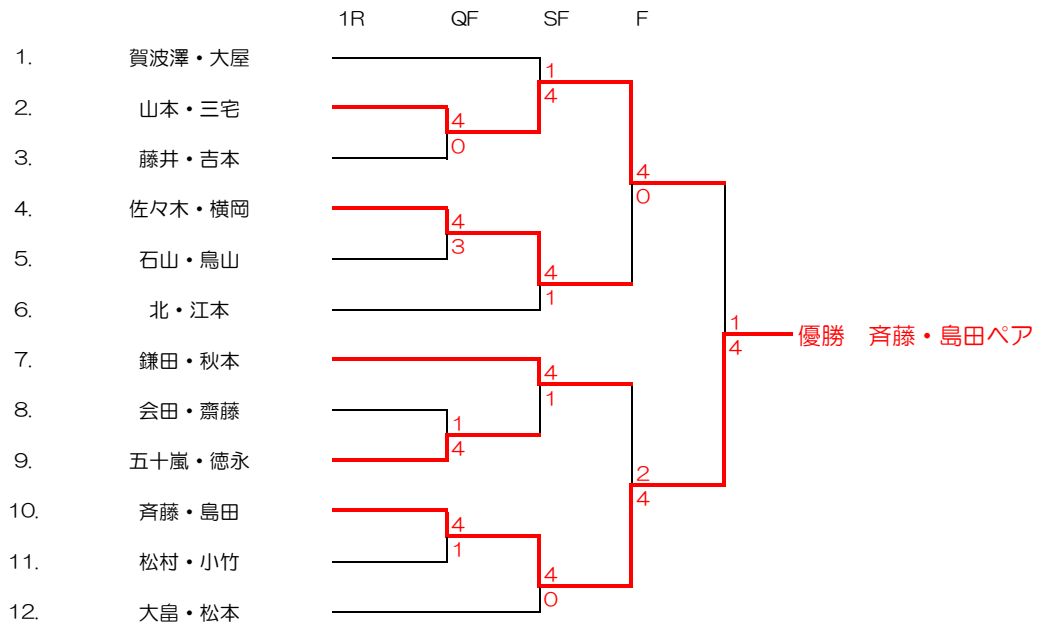 1R QF SF F
1. 賀波澤・大屋
1
2. 山本・三宅
4
4
0
3. 藤井・吉本
4
0
4. 佐々木・横岡
4
3
5. 石山・鳥山
4
1
6. 北・江本
1
優勝 斉藤・島田ペア
4
7. 鎌田・秋本
4
1
8. 会田・齋藤
1
4
9. 五十嵐・徳永
2
4
10. 斉藤・島田
4
1
11. 松村・小竹
4
0
12. 大畠・松本